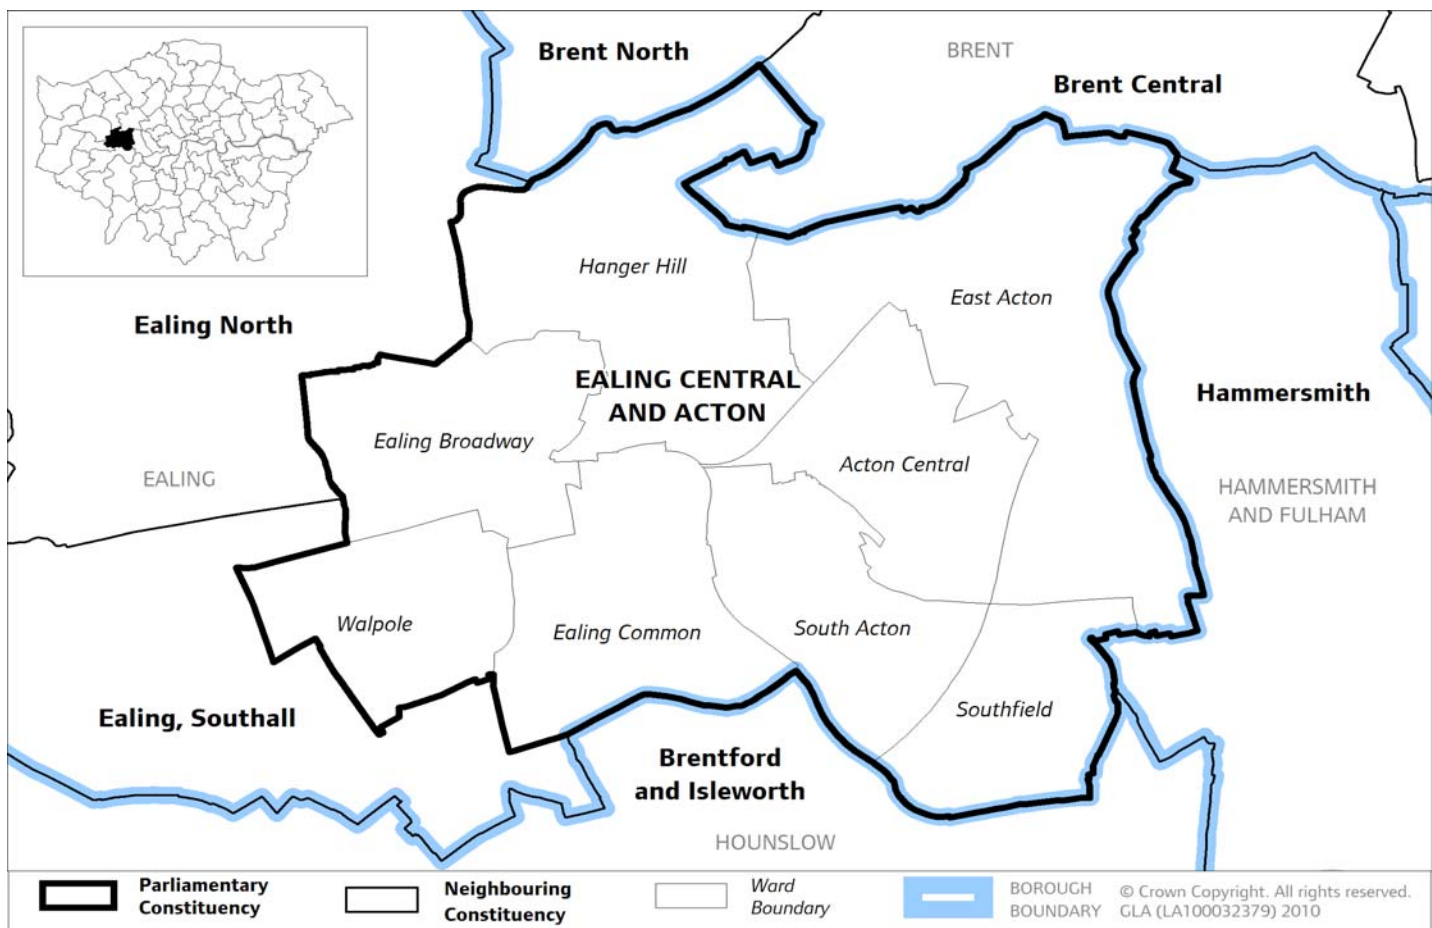 Brent North
BRENT
Brent Central
Hanger Hill
East Acton
Ealing North
EALING CENTRAL
AND ACTON
Hammersmith
Ealing Broadway
Acton Central
EALING
HAMMERSMITH
AND FULHAM
Walpole
Ealing Common
South Acton
Ealing, Southall
Southfield
Brentford
and Isleworth
HOUNSLOW
Parliamentary
Constituency
Neighbouring
Constituency
Ward
Boundary
BOROUGH
BOUNDARY
© Crown Copyright. All rights reserved.
GLA (LA100032379) 2010